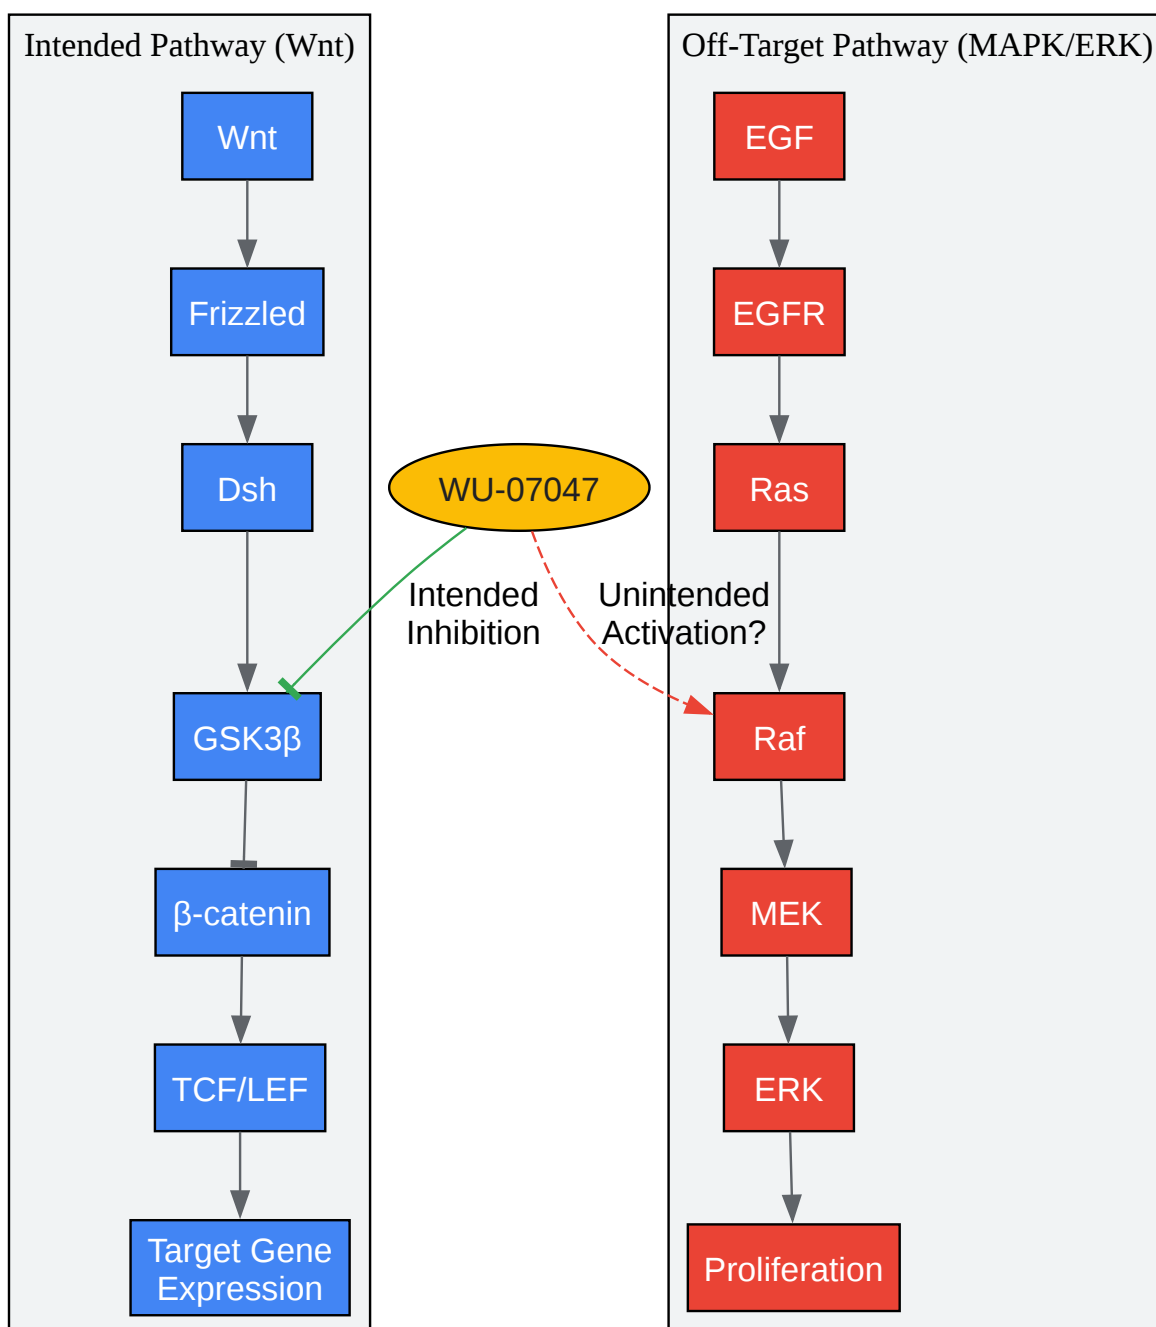 Intended Pathway (Wnt)
Wnt
Frizzled
Dsh
GSK3β
β-catenin
TCF/LEF
Target Gene
Expression
WU-07047
Intended
Inhibition
Unintended
Activation?
Off-Target Pathway (MAPK/ERK)
EGF
EGFR
Ras
Raf
MEK
ERK
Proliferation